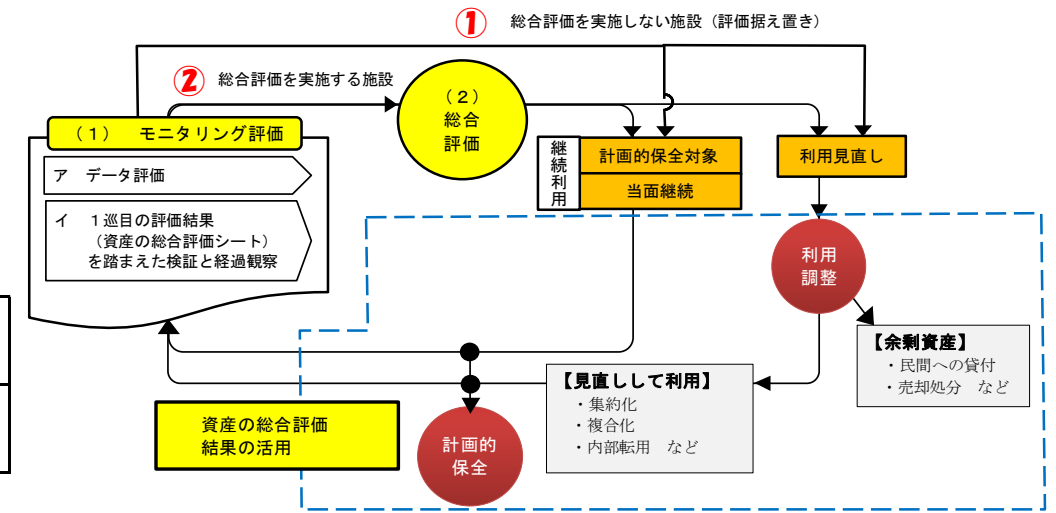 ① 総合評価を実施しない施設（評価据え置き）
② 総合評価を実施する施設
（２）
総合
評価
（１）　モニタリング評価
ア　データ評価
イ　１巡目の評価結果
（資産の総合評価シート）
を踏まえた検証と経過観察
継続利用
計画的保全対象
当面継続
利用見直し
利用
調整
【余剰資産】
・民間への貸付
・売却処分　など
【見直しして利用】
・集約化
・複合化
・内部転用　など
資産の総合評価
結果の活用
計画的
保全